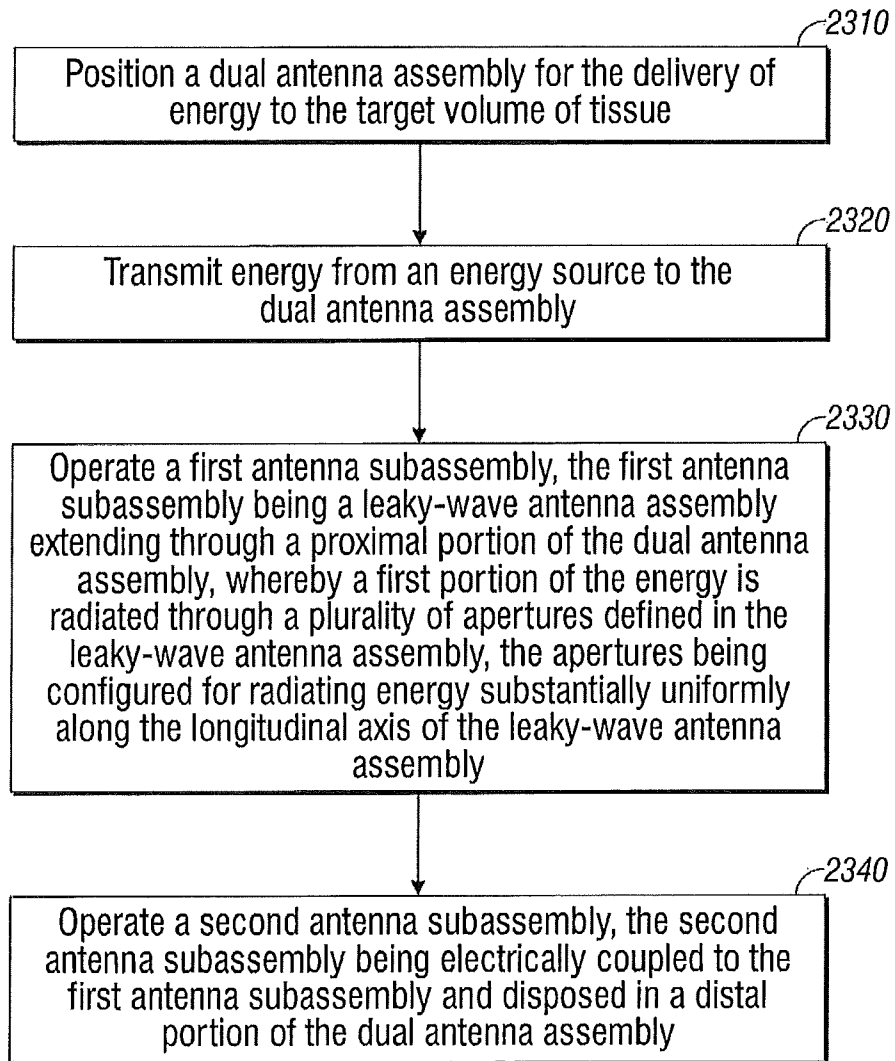 2310
Position a dual antenna assembly for the delivery of
energy to the target volume of tissue
2320
Transmit energy from an energy source to the
dual antenna assembly
2330
Operate a first antenna subassembly, the first antenna
subassembly being a leaky-wave antenna assembly
extending through a proximal portion of the dual antenna
assembly, whereby a first portion of the energy is
radiated through a plurality of apertures defined in the
leaky-wave antenna assembly, the apertures being
configured for radiating energy substantially uniformly
along the longitudinal axis of the leaky-wave antenna
assembly
2340
Operate a second antenna subassembly, the second
antenna subassembly being electrically coupled to the
first antenna subassembly and disposed in a distal
portion of the dual antenna assembly